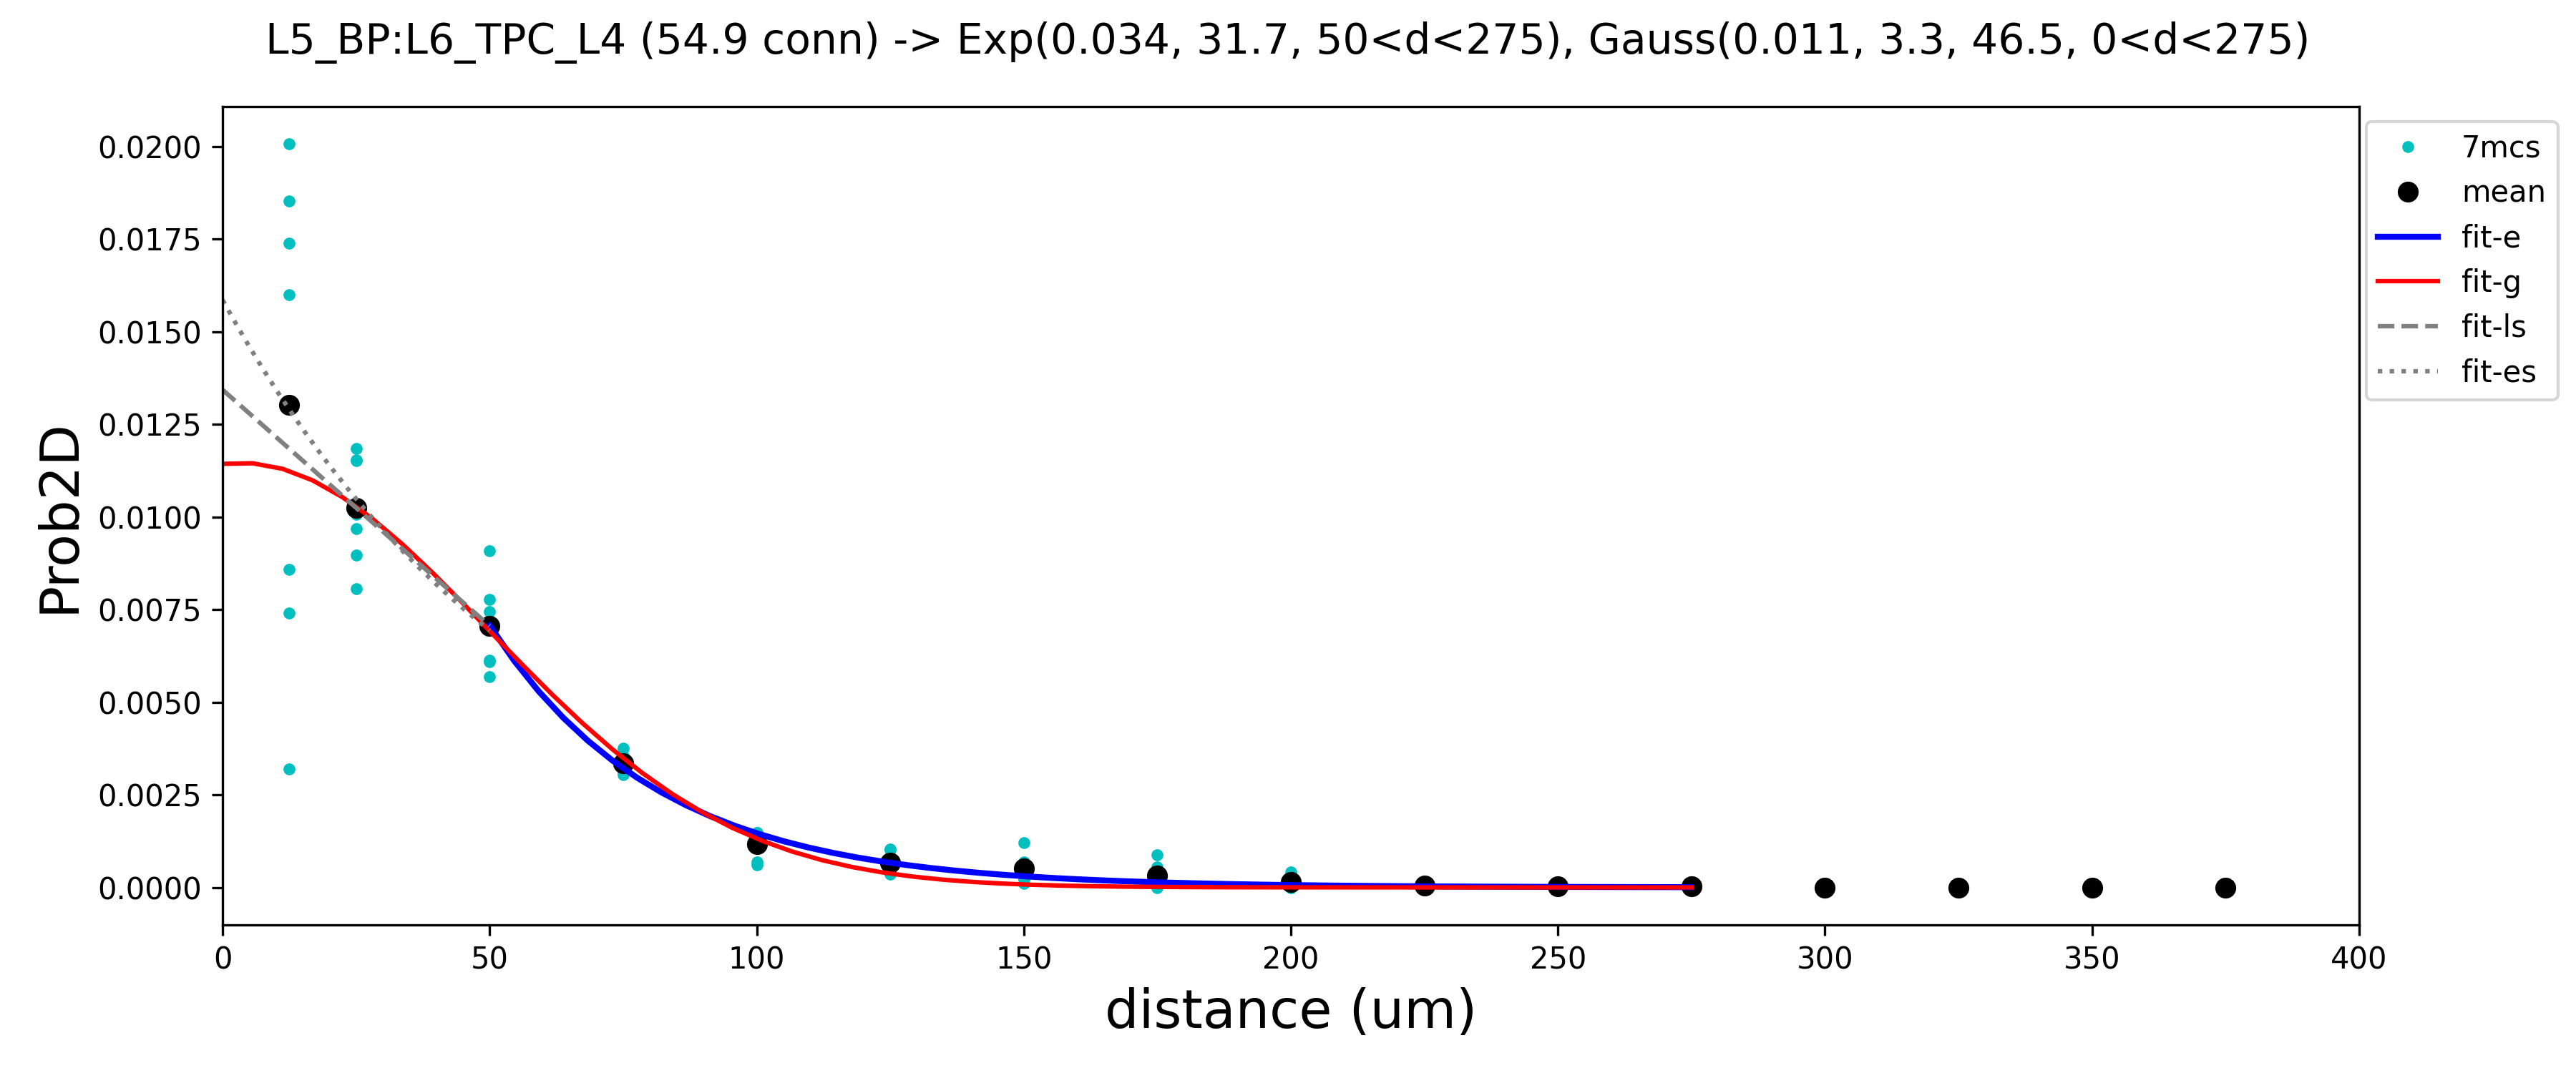 L5_BP:L6_TPC_L4 (54.9 conn) -> Exp(0.034, 31.7, 50<d<275), Gauss(0.011, 3.3, 46.5, 0<d<275)
0.0200
0.0175
0.0150
0.0125
0.0100
0.0075
0.0050
0.0025
0.0000
Prob2D
0 50 100 150 200 250 300 350 400
distance (um)
7mcs
mean
fit-e
fit-g
fit-ls
fit-es